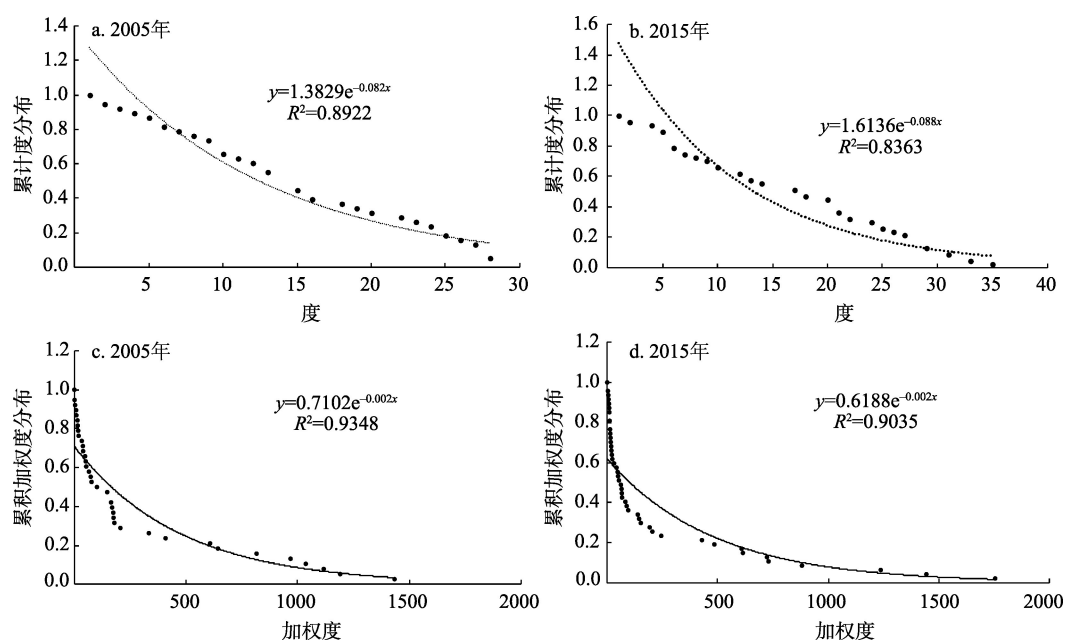 a. 2005年
累计度分布
1.4
1.2
1.0
0.8
0.6
0.4
0.2
0.0
y=1.3829e^{-0.082x}
R²=0.8922
5 10 15 20 25 30
度
b. 2015年
累计度分布
1.6
1.4
1.2
1.0
0.8
0.6
0.4
0.2
0.0
y=1.6136e^{-0.088x}
R²=0.8363
5 10 15 20 25 30 35 40
度
c. 2005年
累积加权度分布
1.2
1.0
0.8
0.6
0.4
0.2
0.0
y=0.7102e^{-0.002x}
R²=0.9348
500 1000 1500 2000
加权度
d. 2015年
累积加权度分布
1.2
1.0
0.8
0.6
0.4
0.2
0.0
y=0.6188e^{-0.002x}
R²=0.9035
500 1000 1500 2000
加权度